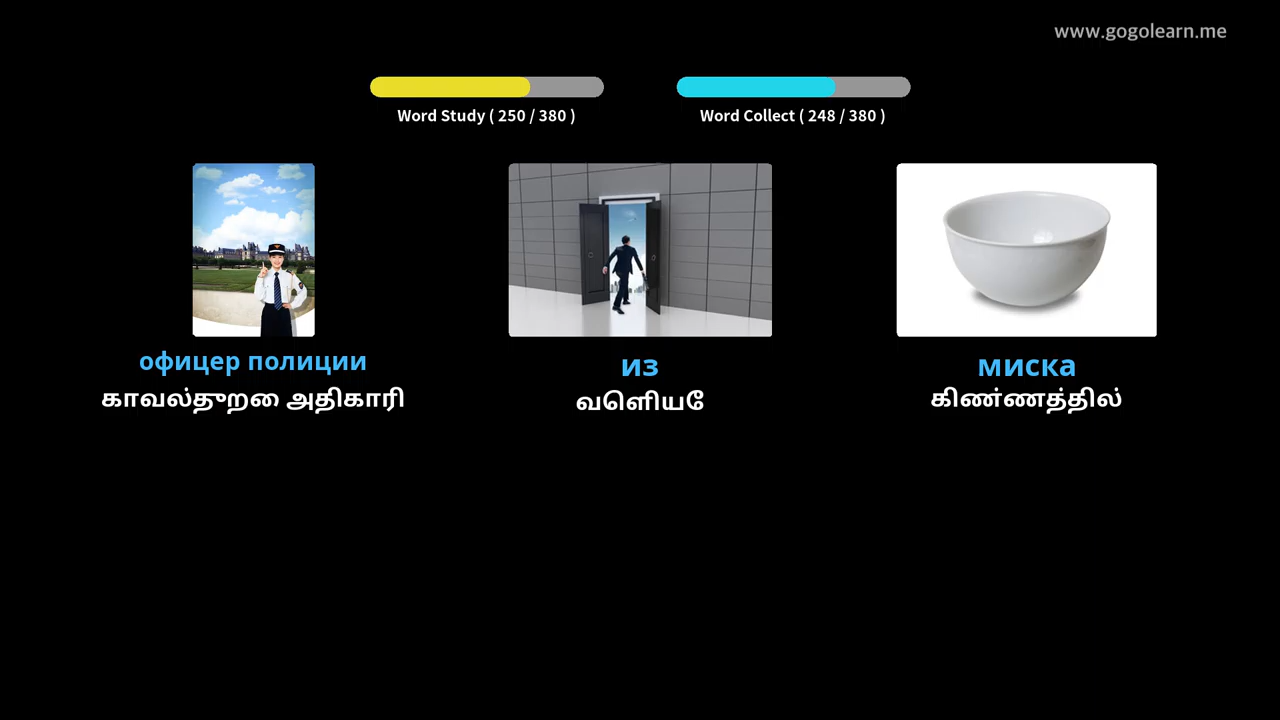 www.gogolearn.me
Word Study ( 250 / 380 )
Word Collect ( 248 / 380 )
офицер полиции
காவல்துறை அதிகாரி
из
வெளியே
миска
கிண்ணத்தில்